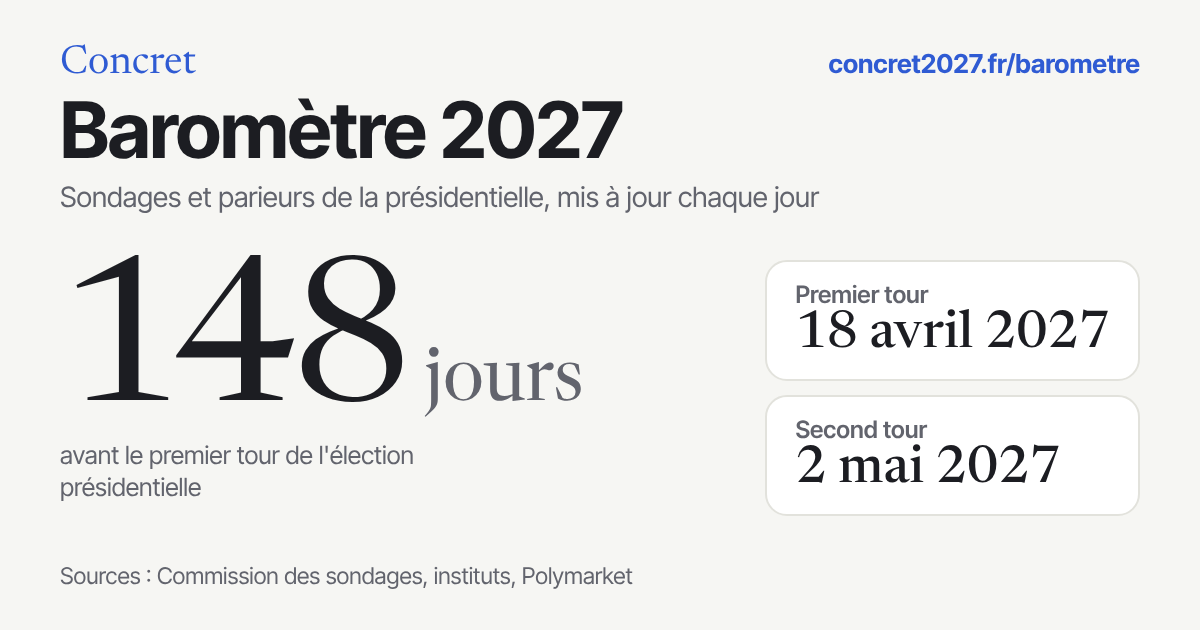 Concret
concret2027.fr/barometre
Baromètre 2027
Sondages et parieurs de la présidentielle, mis à jour chaque jour
148 jours
avant le premier tour de l'élection
présidentielle
Premier tour
18 avril 2027
Second tour
2 mai 2027
Sources : Commission des sondages, instituts, Polymarket